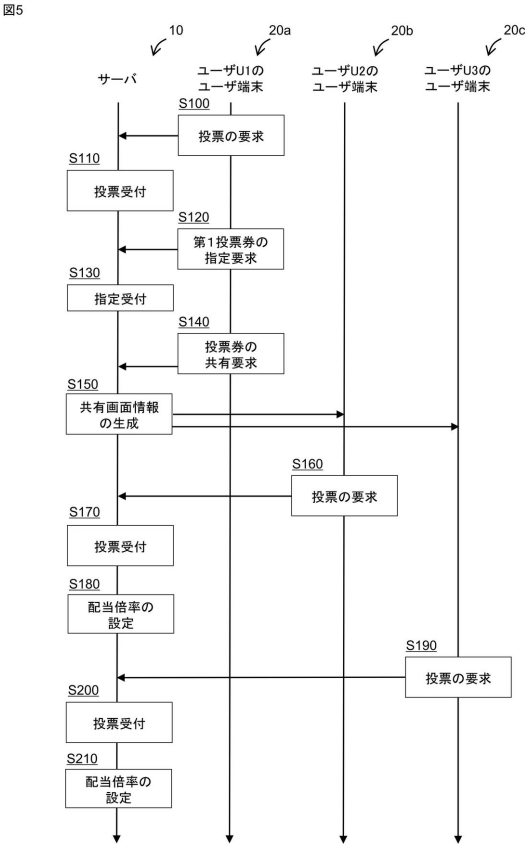 図5
10
20a
20b
20c
サーバ
ユーザU1の
ユーザ端末
ユーザU2の
ユーザ端末
ユーザU3の
ユーザ端末
S100
投票の要求
S110
投票受付
S120
第1投票券の
指定要求
S130
指定受付
S140
投票券の
共有要求
S150
共有画面情報
の生成
S160
投票の要求
S170
投票受付
S180
配当倍率の
設定
S190
投票の要求
S200
投票受付
S210
配当倍率の
設定